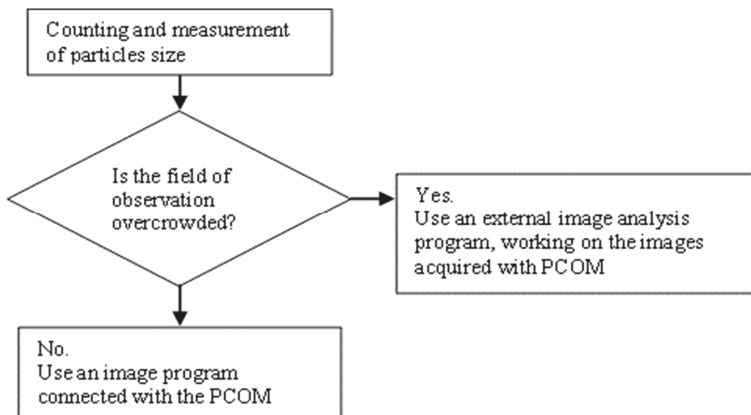 Counting and measurement
of particles size
Is the field of
observation
overcrowded?
Yes.
Use an external image analysis
program, working on the images
acquired with PCOM
No.
Use an image program
connected with the PCOM